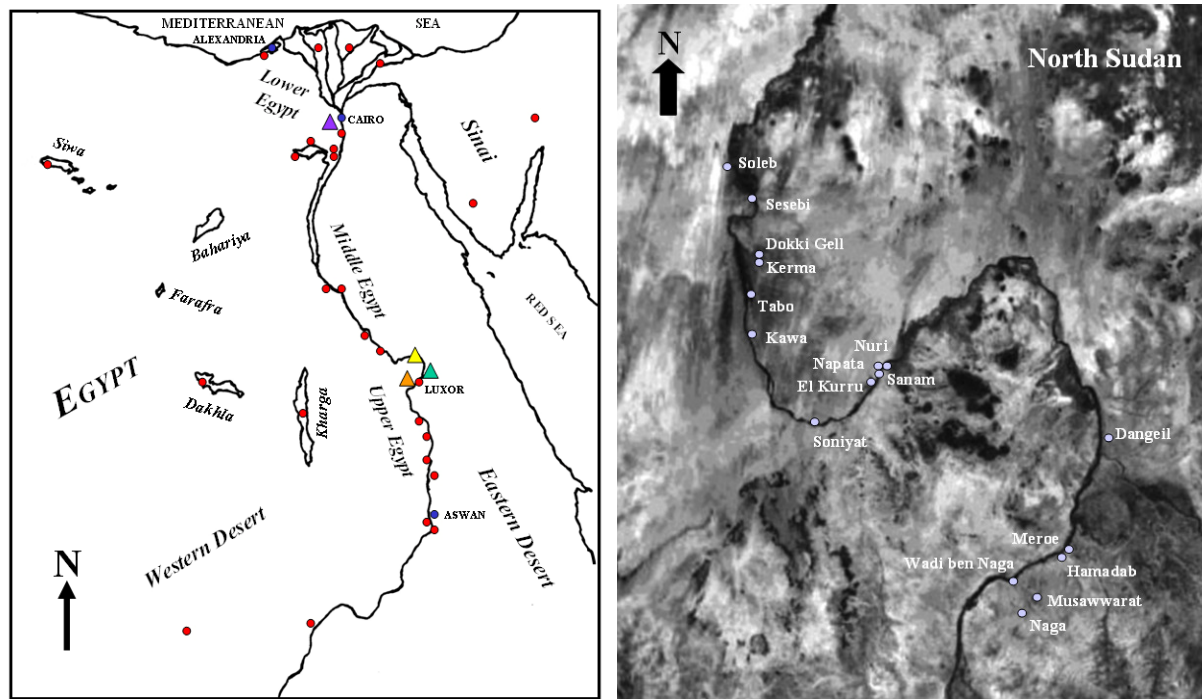 MEDITERRANEAN SEA
ALEXANDRIA
Lower
Egypt
CAIRO
Sinai
Siwa
Bahariya
Middle Egypt
Farafra
RED SEA
EGYPT
Dakhla
Kharga
LUXOR
Upper Egypt
ASWAN
Eastern Desert
Western Desert
N
N
North Sudan
Soleb
Sesebi
Dokki Gell
Kerma
Tabo
Kawa
Nuri
Napata
Sanam
El Kurru
Soniyat
Dangeil
Meroe
Hamadab
Wadi ben Naga
Musawwarat
Naga